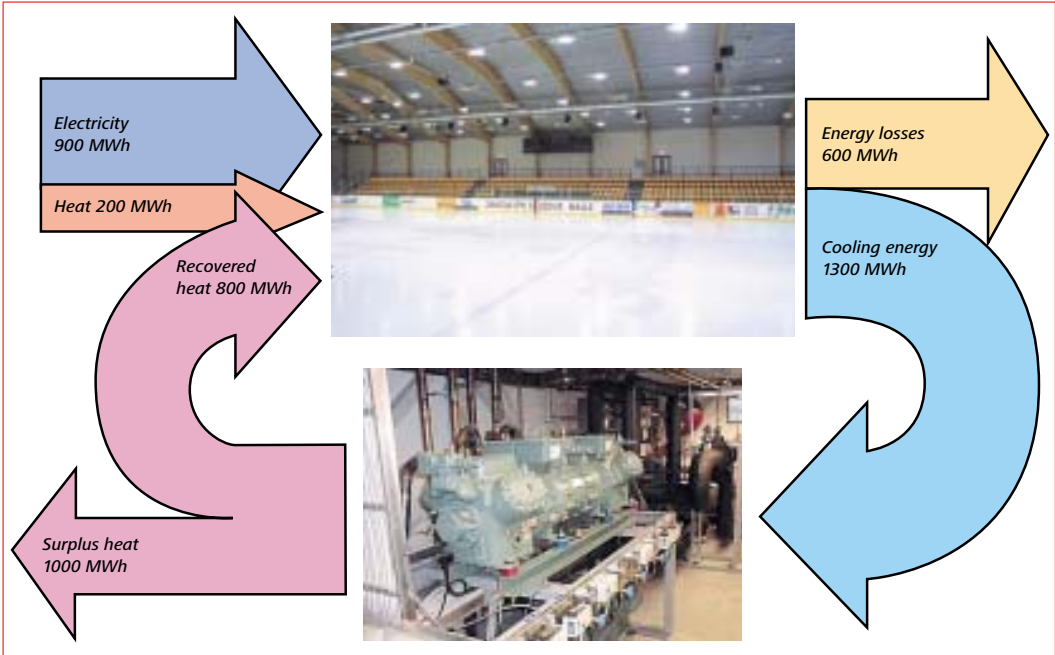 Electricity
900 MWh
Heat 200 MWh
Recovered
heat 800 MWh
Surplus heat
1000 MWh
Energy losses
600 MWh
Cooling energy
1300 MWh